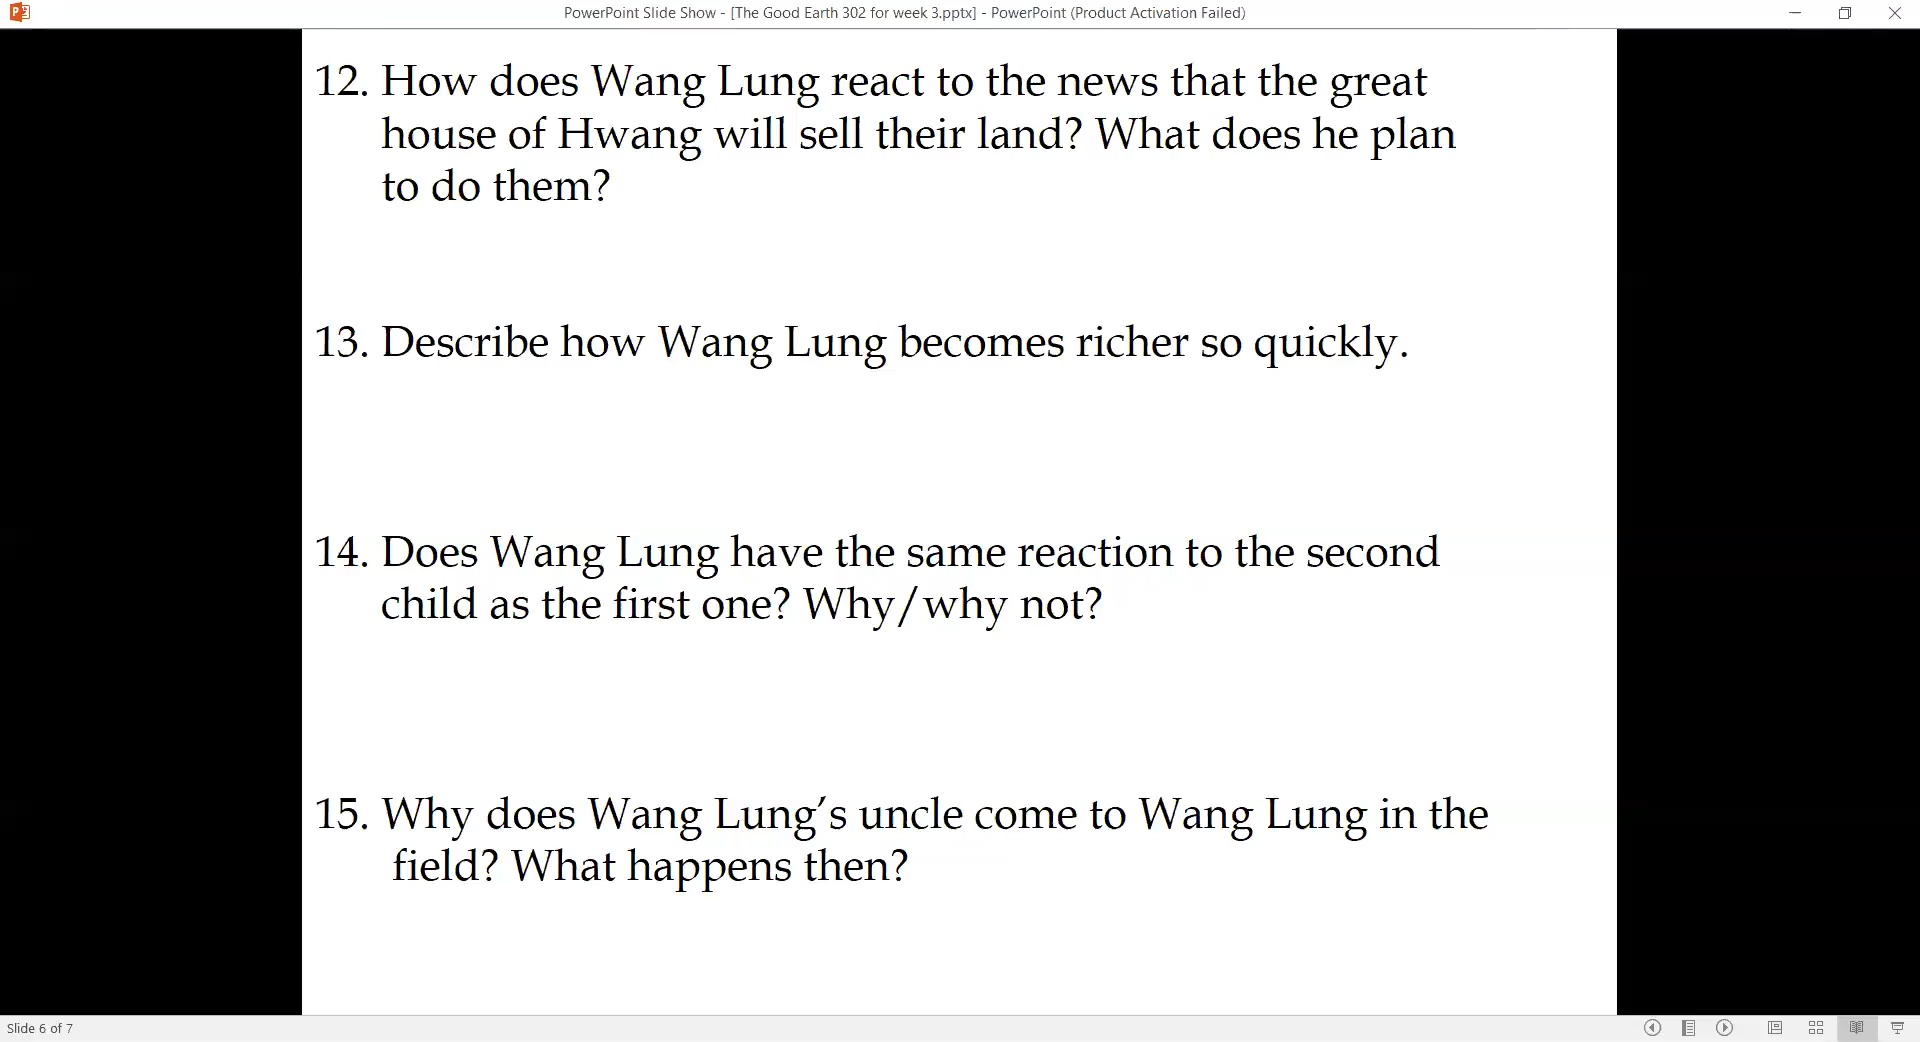 PowerPoint Slide Show - [The Good Earth 302 for week 3.pptx] - PowerPoint (Product Activation Failed)
12. How does Wang Lung react to the news that the great
house of Hwang will sell their land? What does he plan
to do them?
13. Describe how Wang Lung becomes richer so quickly.
14. Does Wang Lung have the same reaction to the second
child as the first one? Why/why not?
15. Why does Wang Lung’s uncle come to Wang Lung in the
field? What happens then?
Slide 6 of 7